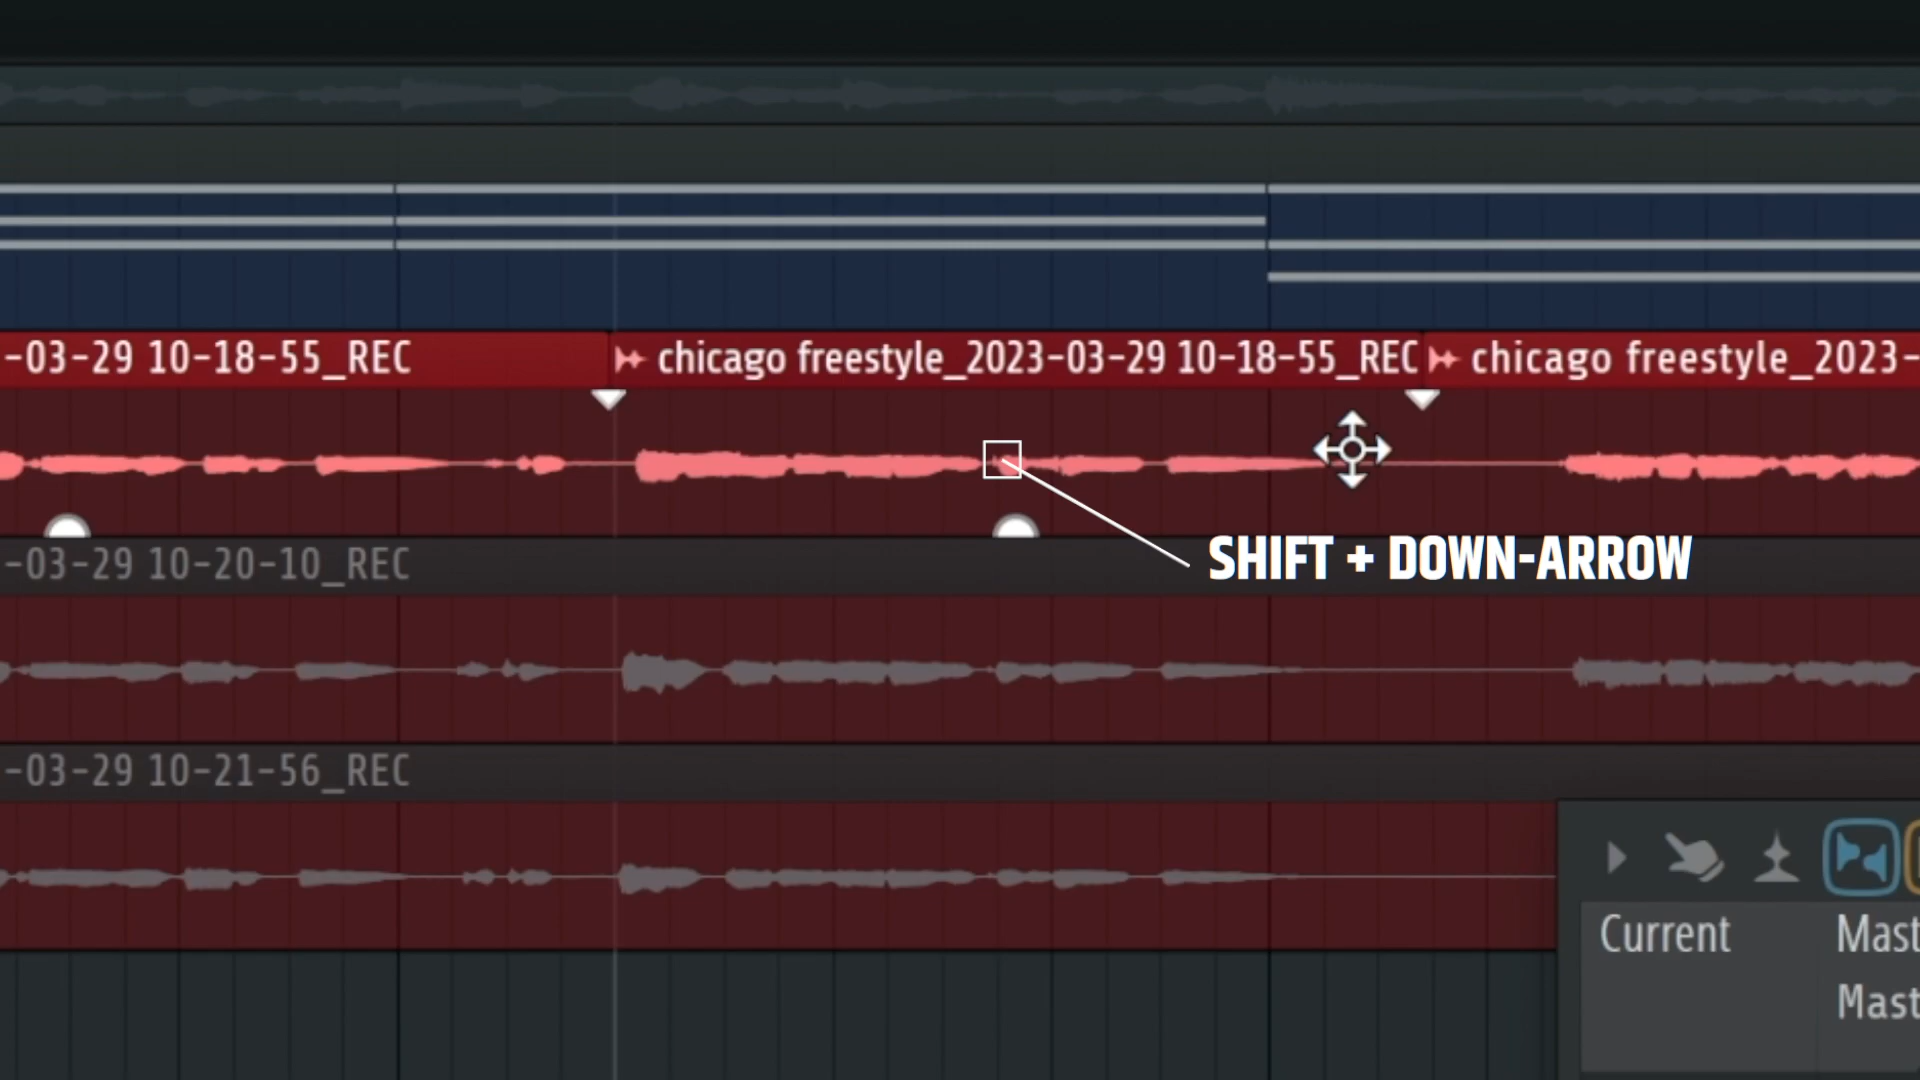 -03-29 10-18-55_REC
chicago freestyle_2023-03-29 10-18-55_REC
chicago freestyle_2023-
SHIFT + DOWN-ARROW
-03-29 10-20-10_REC
-03-29 10-21-56_REC
Current
Mast
Mast